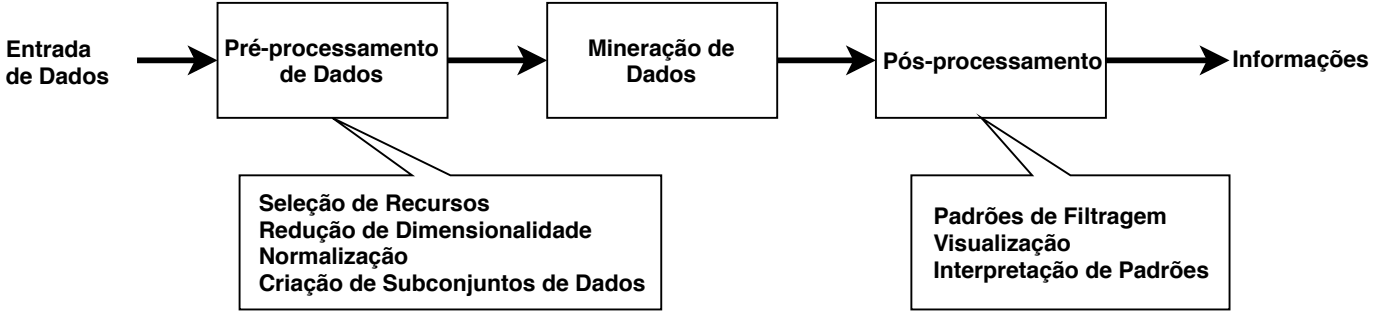 Entrada
de Dados
Pré-processamento
de Dados
Mineração de
Dados
Pós-processamento
Informações
Seleção de Recursos
Redução de Dimensionalidade
Normalização
Criação de Subconjuntos de Dados
Padrões de Filtragem
Visualização
Interpretação de Padrões